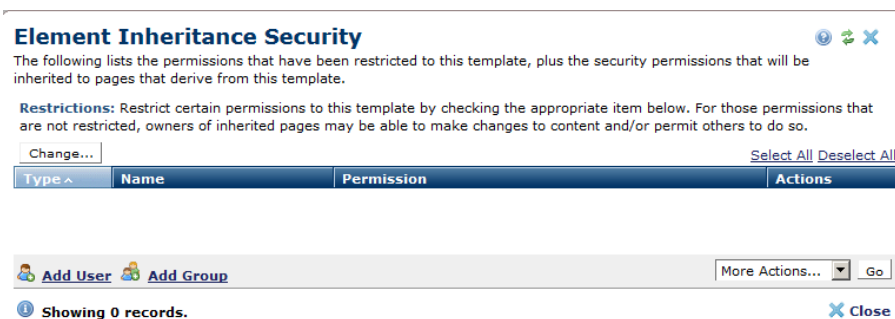 Element Inheritance Security
The following lists the permissions that have been restricted to this template, plus the security permissions that will be
inherited to pages that derive from this template.
Restrictions: Restrict certain permissions to this template by checking the appropriate item below. For those permissions that
are not restricted, owners of inherited pages may be able to make changes to content and/or permit others to do so.
Change... Select All Deselect All
Type Name Permission Actions
Add User Add Group More Actions... Go
Showing 0 records. Close